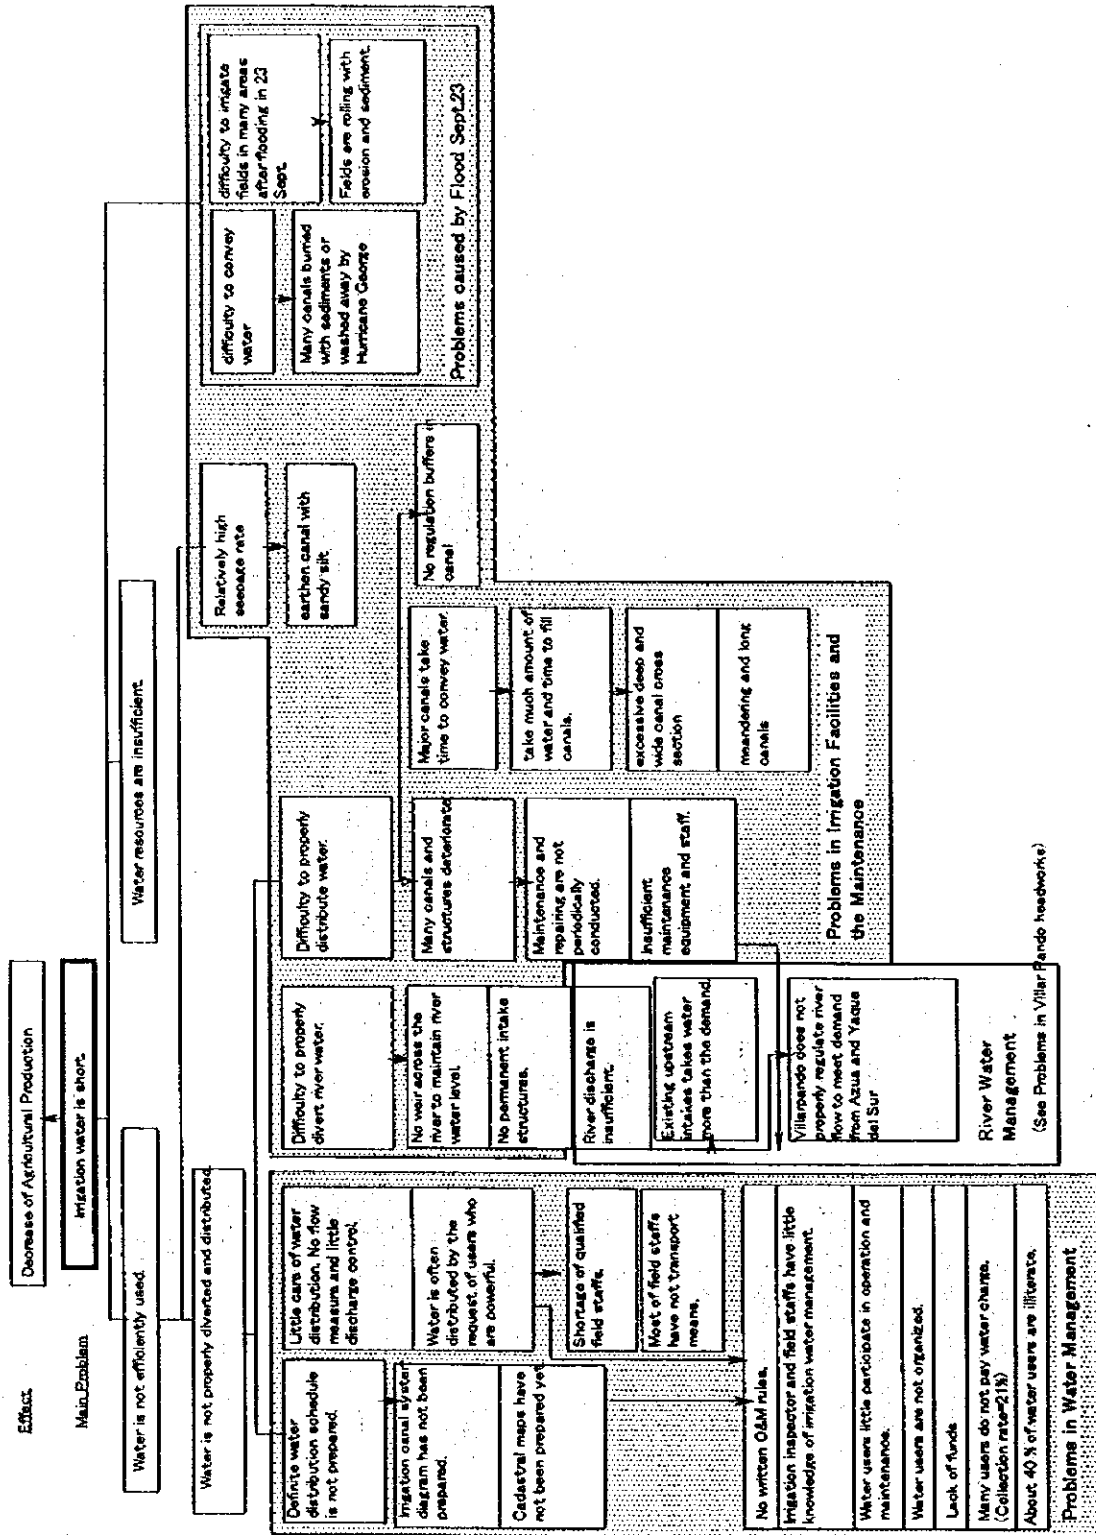 Effect
Decrease of Agricultural Production
Main Problem
Irrigation water is short.
Water is not efficiently used.
Water resources are insufficient.
Water is not properly diverted and distributed.
Definite water
distribution schedule
is not prepared.
Irrigation canal system
diagram has not been
prepared.
Cadastral maps have
not been prepared yet
Little care of water
distribution. No flow
measure and little
discharge control.
Water is often
distributed by the
request of users who
are powerful.
Shortage of qualified
field staffs.
Most of field staffs
have not transport
means.
No written O&M rules.
Irrigation inspector and field staffs have little
knowledge of irrigation water management.
Water users little participate in operation and
maintenance.
Water users are not organized.
Lack of funds
Many users do not pay water charge.
(Collection rate=21%)
About 40 % of water users are illiterate.
Problems in Water Management
Difficulty to properly
divert river water.
No weir across the
river to maintain river
water level.
No permanent intake
structures.
River discharge is
insufficient.
Existing upstream
intakes takes water
more than the demand.
Villarpando does not
properly regulate river
flow to meet demand
from Azua and Yaque
del Sur
River Water
Management
(See Problems in Villar Pando headworks)
Difficulty to properly
distribute water.
Many canals and
structures deteriorate
Maintenance and
repairing are not
periodically
conducted.
Insufficient
maintenance
equipment and staff.
Major canals take
time to convey water.
take much amount of
water and time to fill
canals.
excessive deep and
wide canal cross
section
meandering and long
canals
Problems in Irrigation Facilities and
the Maintenance
Relatively high
seepage rate
earthen canal with
sandy silt.
No regulation buffers in
canal
difficulty to convey
water
Many canals burried
with sediments or
washed away by
Hurricane George
difficulty to irrigate
fields in many areas
after flooding in 23
Sept.
Fields are rolling with
erosion and sediment.
Problems caused by Flood Sept.23